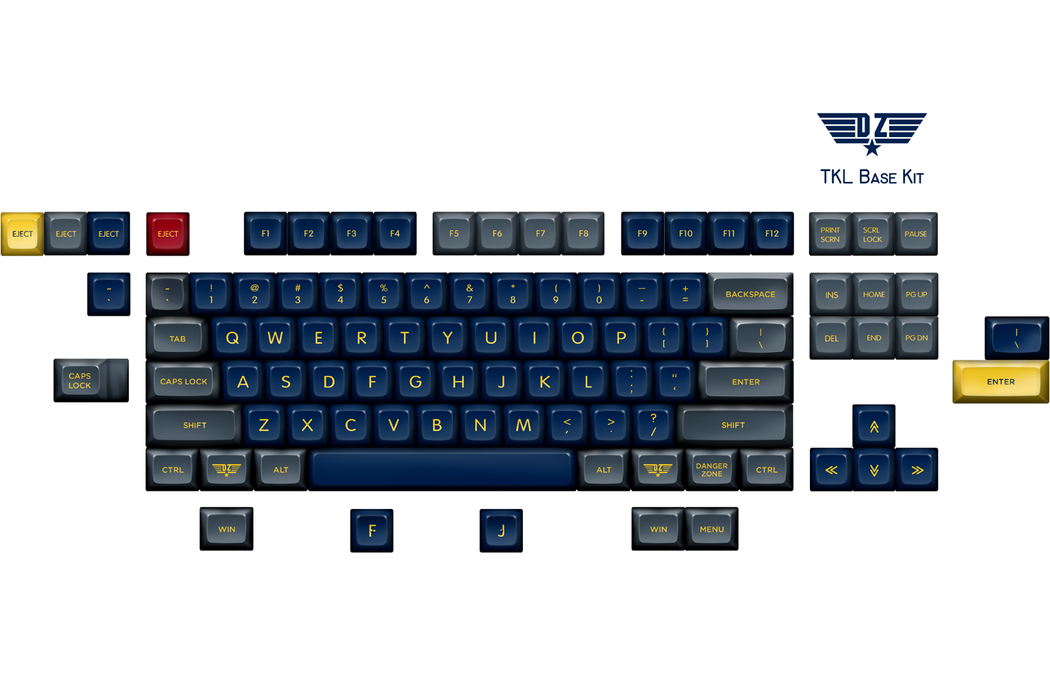 DZ
TKL BASE KIT
EJECT EJECT EJECT EJECT F1 F2 F3 F4 F5 F6 F7 F8 F9 F10 F11 F12 PRINT SCRN SCRL LOCK PAUSE
~ ` ~ ` ! 1 @ 2 # 3 $ 4 % 5 ^ 6 & 7 * 8 ( 9 ) 0 — - + = BACKSPACE INS HOME PG UP
TAB Q W E R T Y U I O P { [ } ] | \ DEL END PG DN | \
CAPS LOCK CAPS LOCK A S D F G H J K L : ; “ ‘ ENTER ENTER
SHIFT Z X C V B N M < , > . ? / SHIFT
CTRL DZ ALT ALT DZ DANGER ZONE CTRL
WIN F J WIN MENU